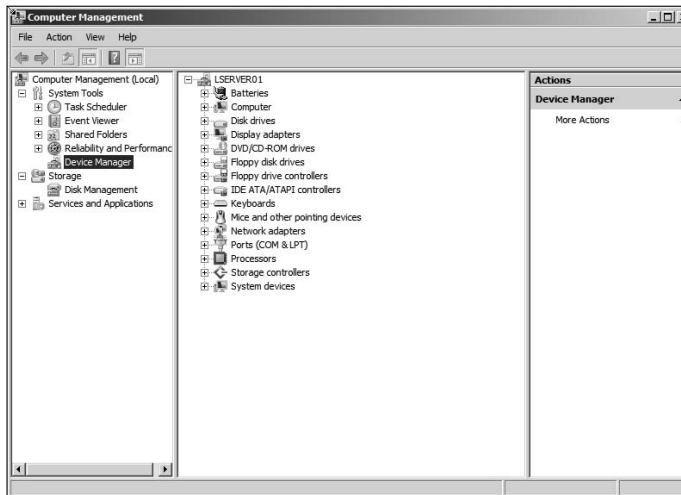 Computer Management
File Action View Help
Computer Management (Local)
System Tools
Task Scheduler
Event Viewer
Shared Folders
Reliability and Performanc
Device Manager
Storage
Disk Management
Services and Applications
LSERVER01
Batteries
Computer
Disk drives
Display adapters
DVD/CD-ROM drives
Floppy disk drives
Floppy drive controllers
IDE ATA/ATAPI controllers
Keyboards
Mice and other pointing devices
Network adapters
Ports (COM & LPT)
Processors
Storage controllers
System devices
Actions
Device Manager
More Actions